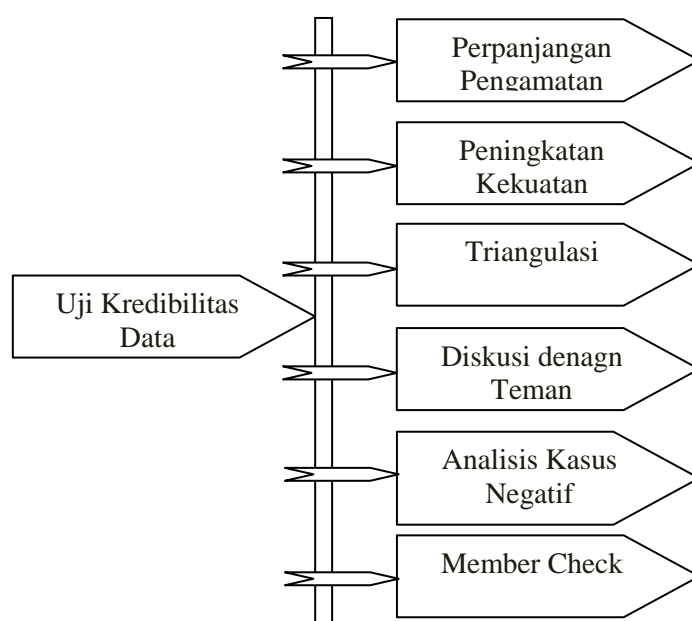 Perpanjangan
Pengamatan
Peningkatan
Kekuatan
Triangulasi
Uji Kredibilitas
Data
Diskusi denagn
Teman
Analisis Kasus
Negatif
Member Check